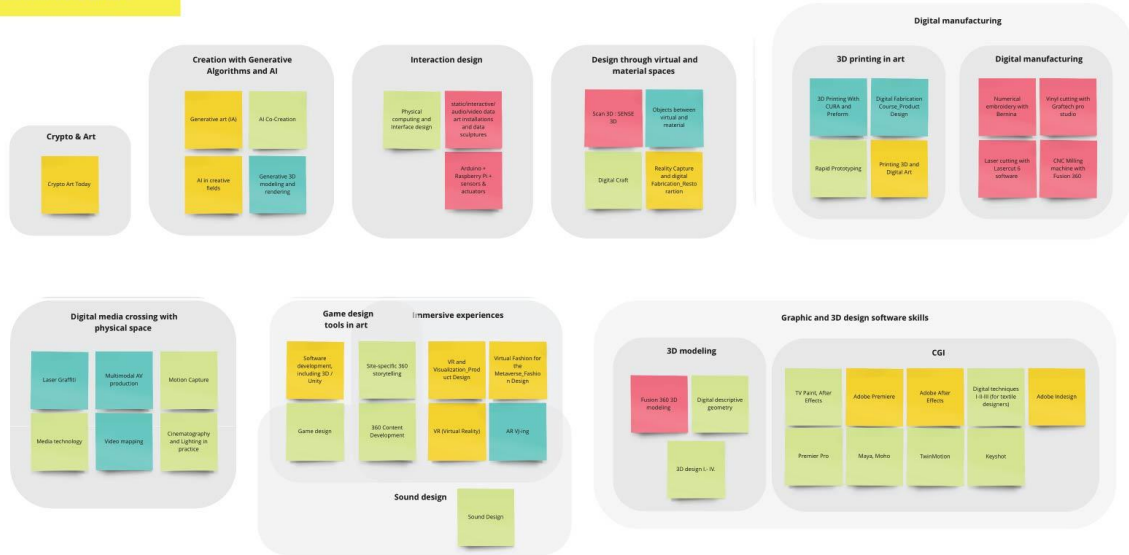 Digital manufacturing
Creation with Generative
Algorithms and AI
Interaction design
Design through virtual and
material spaces
3D printing in art
Digital manufacturing
Crypto & Art
Crypto Art Today
Generative art (IA)
AI Co-Creation
AI in creative
fields
Generative 3D
modeling and
rendering
Physical
computing and
Interface design
static/interactive/
audio/video data
art installations
and data
sculptures
Arduino +
Raspberry Pi +
sensors &
actuators
Scan 3D : SENSE
3D
Objects between
virtual and
material
Digital Craft
Reality Capture
and digital
Fabrication_Resto
cartion
3D Printing With
CURA and
Preform
Digital Fabrication
Course_Product
Design
Rapid Prototyping
Printing 3D and
Digital Art
Numerical
embroidery with
Bernina
Vinyl cutting with
Graftech pro
studio
Laser cutting with
Lasercut 6
software
CNC Milling
machine with
Fusion 360
Digital media crossing with
physical space
Laser Graffiti
Multimodal AV
production
Motion Capture
Media technology
Video mapping
Cinematography
and Lighting in
practice
Game design
tools in art
Immersive experiences
Software
development,
including 3D /
Unity
Site-specific 360
storytelling
VR and
Visualization_Prod
uct Design
Virtual Fashion for
the
Metaverse_Fashio
n Design
Game design
360 Content
Development
VR (Virtual Reality)
AR VJ-ing
Sound design
Sound Design
Graphic and 3D design software skills
3D modeling
CGI
Fusion 360 3D
modeling
Digital descriptive
geometry
3D design I.- IV.
TV Paint, After
Effects
Adobe Premiere
Adobe After
Effects
Digital techniques
I-II-III (for textile
designers)
Adobe Indesign
Premier Pro
Maya, Moho
TwinMotion
Keyshot